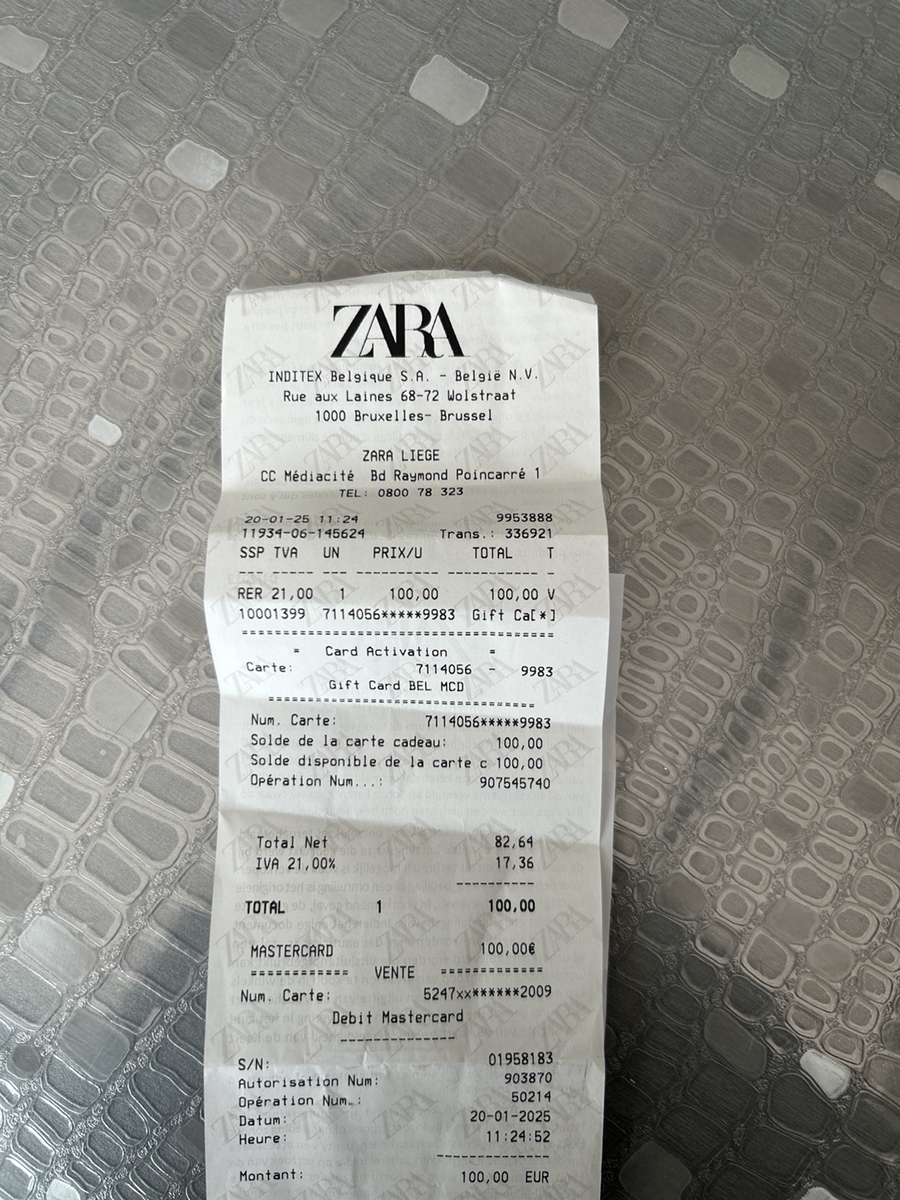 ZARA
INDITEX Belgique S.A. - België N.V.
Rue aux Laines 68-72 Wolstraat
1000 Bruxelles- Brussel
ZARA LIEGE
CC Médiacité Bd Raymond Poincarré 1
TEL: 0800 78 323
20-01-25 11:24 9953888
11934-06-145624 Trans.: 336921
SSP TVA UN PRIX/U TOTAL T
--- ----- --- -------- ----------- -
RER 21,00 1 100,00 100,00 V
10001399 7114056*****9983 Gift Ca[*]
========================================
= Card Activation =
Carte: 7114056 - 9983
Gift Card BEL MCD
==================================
Num. Carte: 7114056*****9983
Solde de la carte cadeau: 100,00
Solde disponible de la carte c 100,00
Opération Num...: 907545740
Total Net 82,64
IVA 21,00% 17,36
----------
TOTAL 1 100,00
MASTERCARD 100,00€
============ VENTE =============
Num. Carte: 5247xx******2009
Debit Mastercard
---------------
S/N: 01958183
Autorisation Num: 903870
Opération Num.: 50214
Datum: 20-01-2025
Heure: 11:24:52
--------------
Montant: 100,00 EUR